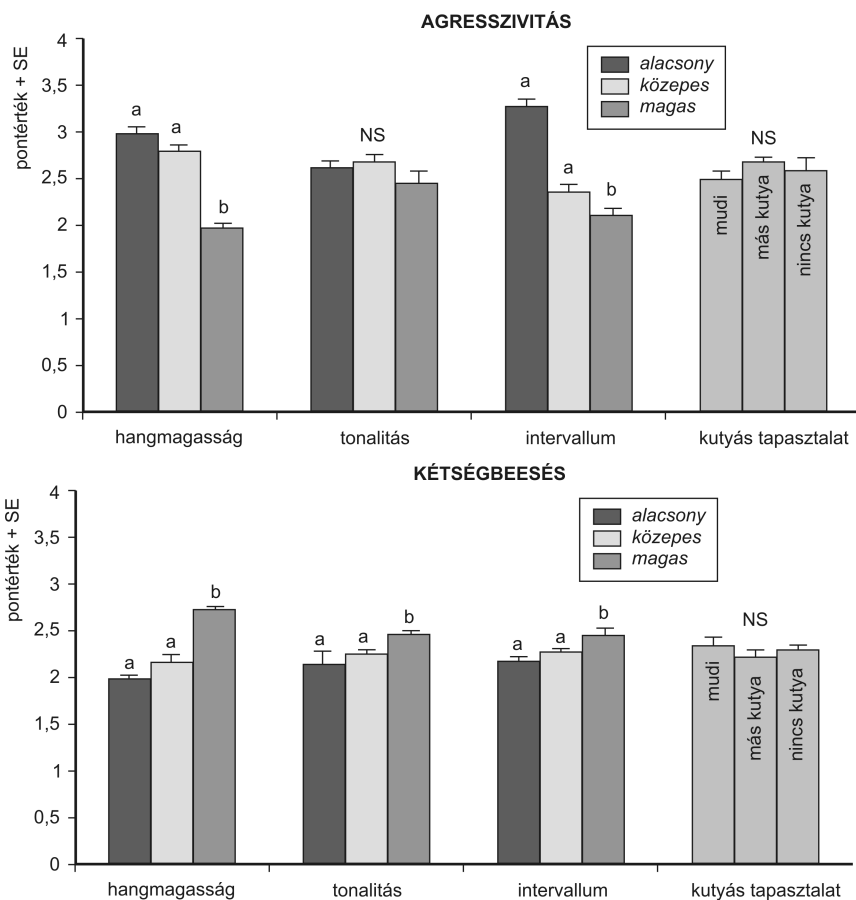 AGRESSZIVITÁS
pontérték + SE
4
3,5
3
2,5
2
1,5
1
0,5
0
alacsony
közepes
magas
a
a
b
NS
a
a
b
NS
mudi
más kutya
nincs kutya
hangmagasság
tonalitás
intervallum
kutyás tapasztalat
KÉTSÉGBEESÉS
pontérték + SE
4
3,5
3
2,5
2
1,5
1
0,5
0
alacsony
közepes
magas
a
a
b
a
a
b
a
a
b
NS
mudi
más kutya
nincs kutya
hangmagasság
tonalitás
intervallum
kutyás tapasztalat